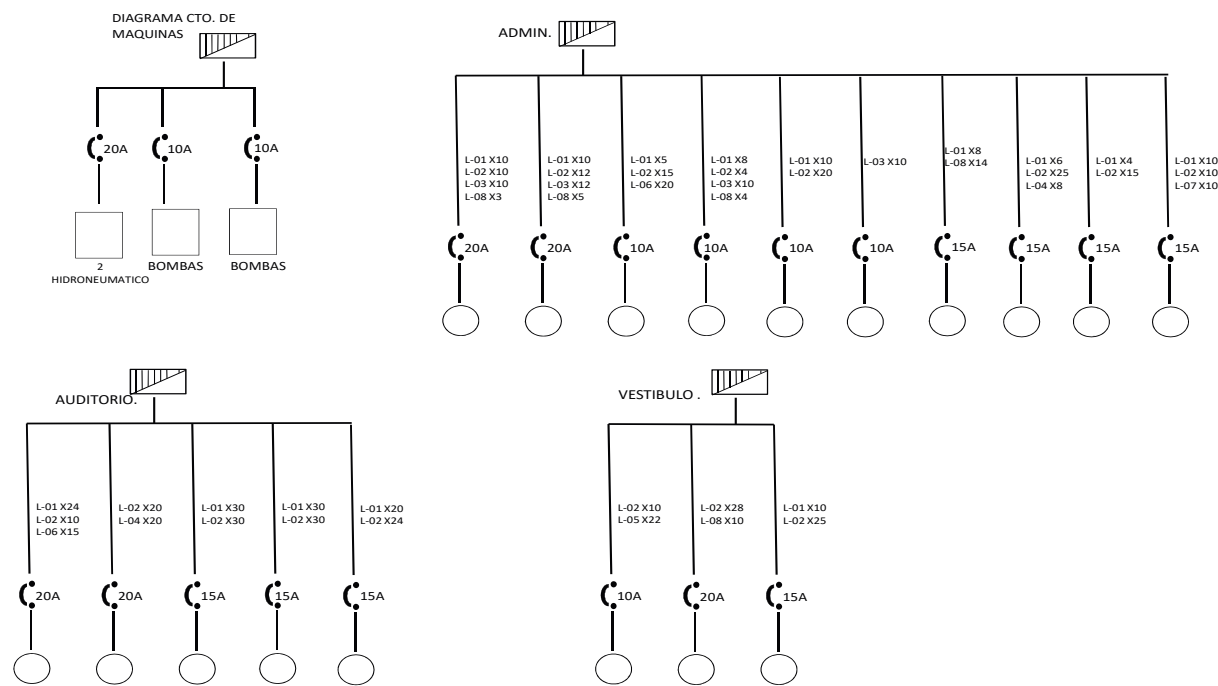 DIAGRAMA CTO. DE
MAQUINAS
20A
10A
10A
2
HIDRONEUMATICO
BOMBAS
BOMBAS
ADMIN.
L-01 X10
L-02 X10
L-03 X10
L-08 X3
L-01 X10
L-02 X12
L-03 X12
L-08 X5
L-01 X5
L-02 X15
L-06 X20
L-01 X8
L-02 X4
L-03 X10
L-08 X4
L-01 X10
L-02 X20
L-03 X10
L-01 X8
L-08 X14
L-01 X6
L-02 X25
L-04 X8
L-01 X4
L-02 X15
L-01 X10
L-02 X10
L-07 X10
20A
20A
10A
10A
10A
10A
15A
15A
15A
15A
AUDITORIO.
L-01 X24
L-02 X10
L-06 X15
L-02 X20
L-04 X20
L-01 X30
L-02 X30
L-01 X30
L-02 X30
L-01 X20
L-02 X24
20A
20A
15A
15A
15A
VESTIBULO .
L-02 X10
L-05 X22
L-02 X28
L-08 X10
L-01 X10
L-02 X25
10A
20A
15A